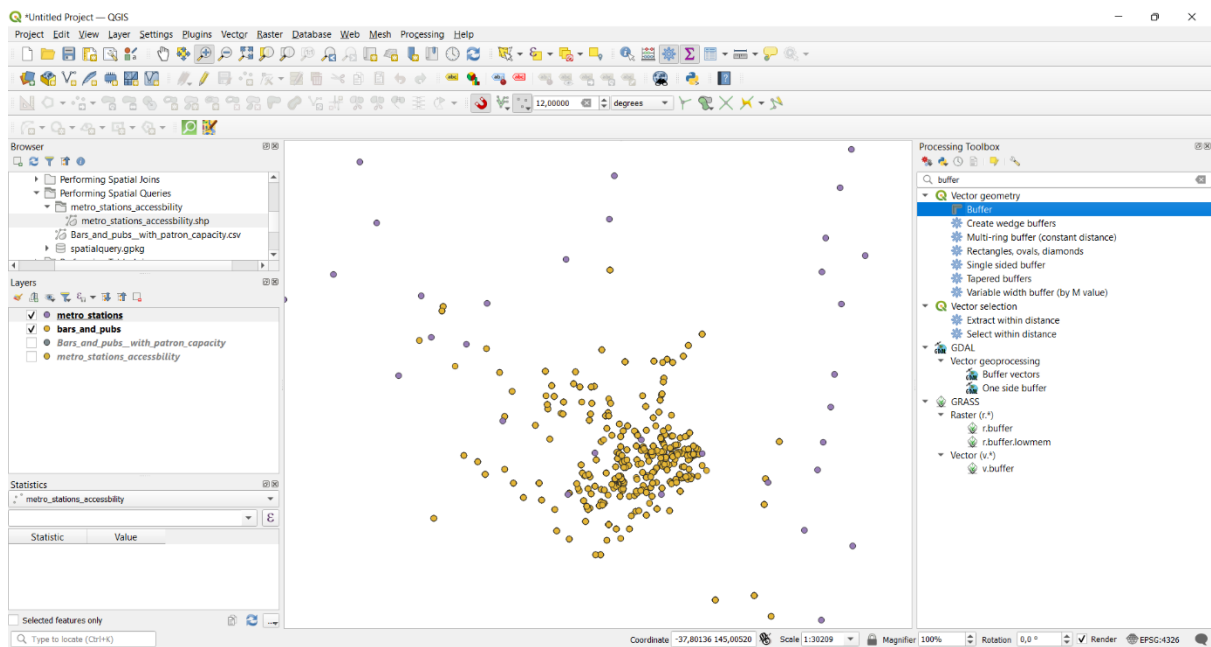 *Untitled Project — QGIS
Project Edit View Layer Settings Plugins Vector Raster Database Web Mesh Processing Help
12,00000 degrees
Browser
Performing Spatial Joins
Performing Spatial Queries
metro_stations_accessbility
metro_stations_accessbility.shp
Bars_and_pubs__with_patron_capacity.csv
spatialquery.gpkg
Layers
metro_stations
bars_and_pubs
Bars_and_pubs__with_patron_capacity
metro_stations_accessbility
Statistics
metro_stations_accessbility
ε
Statistic Value
Selected features only
Processing Toolbox
buffer
Vector geometry
Buffer
Create wedge buffers
Multi-ring buffer (constant distance)
Rectangles, ovals, diamonds
Single sided buffer
Tapered buffers
Variable width buffer (by M value)
Vector selection
Extract within distance
Select within distance
GDAL
Vector geoprocessing
Buffer vectors
One side buffer
GRASS
Raster (r.*)
r.buffer
r.buffer.lowmem
Vector (v.*)
v.buffer
Type to locate (Ctrl+K)
Coordinate -37,80136 145,00520 Scale 1:30209 Magnifier 100% Rotation 0,0 ° Render EPSG:4326